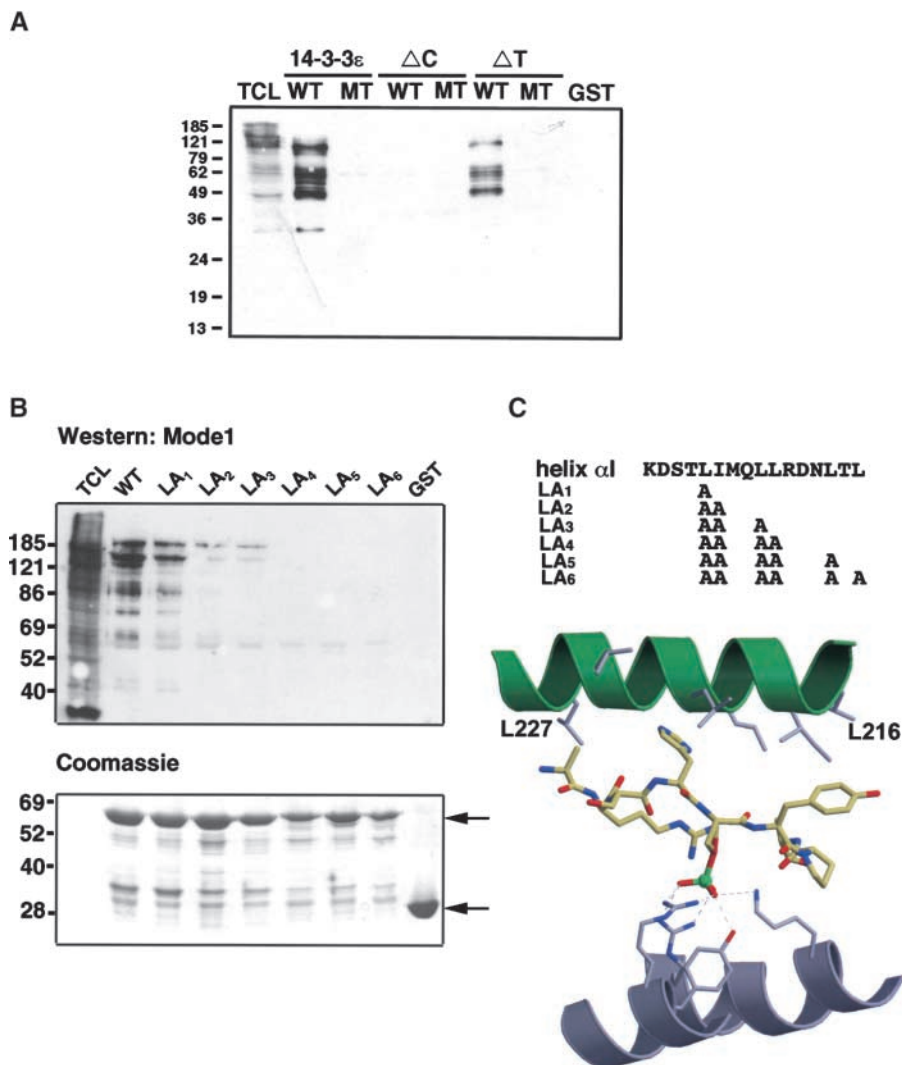 A
14-3-3ε △C △T
TCL WT MT WT MT WT MT GST
185
121
79
62
49
36
24
19
13
B
Western: Mode1
TCL WT LA1 LA2 LA3 LA4 LA5 LA6 GST
185
121
86
69
52
40
Coomassie
69
52
40
28
C
helix αI KDSTLIMQLLRDNLTL
LA1 A
LA2 AA
LA3 AA A
LA4 AA AA
LA5 AA AA A
LA6 AA AA A A
L227 L216